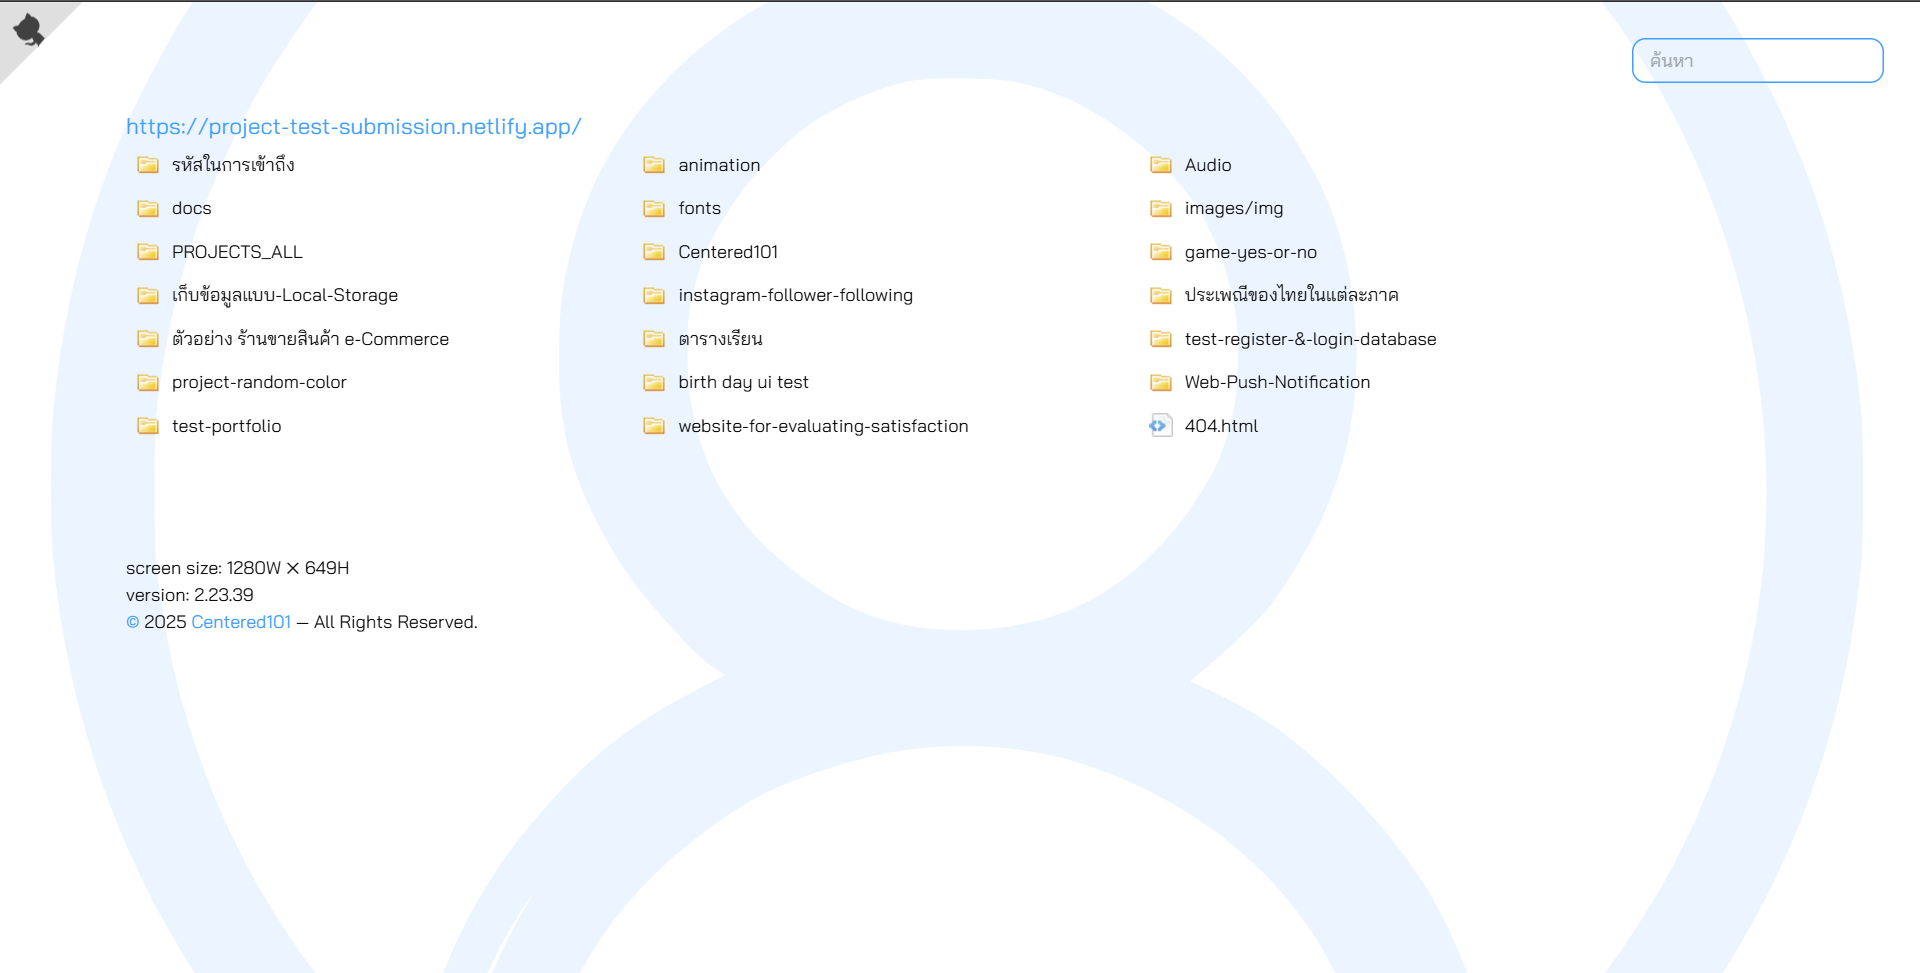 ค้นหา
https://project-test-submission.netlify.app/
รหัสในการเข้าถึง
animation
Audio
docs
fonts
images/img
PROJECTS_ALL
Centered101
game-yes-or-no
เก็บข้อมูลแบบ-Local-Storage
instagram-follower-following
ประเพณีของไทยในแต่ละภาค
ตัวอย่าง ร้านขายสินค้า e-Commerce
ตารางเรียน
test-register-&-login-database
project-random-color
birth day ui test
Web-Push-Notification
test-portfolio
website-for-evaluating-satisfaction
404.html
screen size: 1280W ✕ 649H
version: 2.23.39
© 2025 Centered101 — All Rights Reserved.